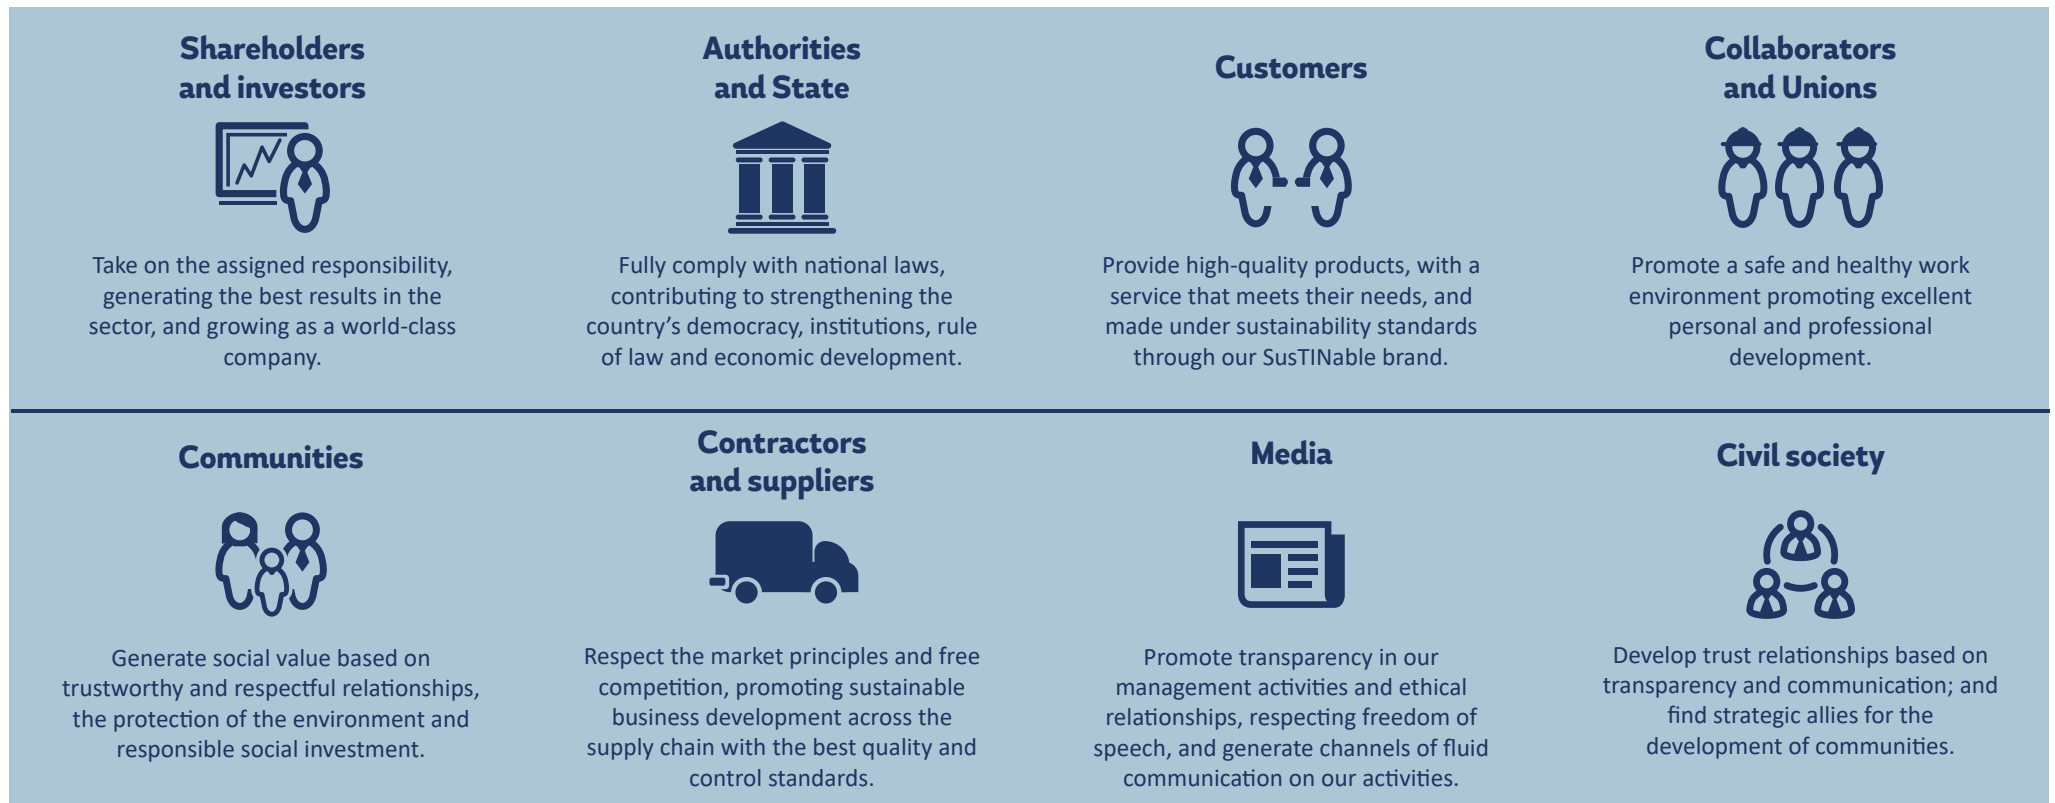 Shareholders
and investors
Take on the assigned responsibility,
generating the best results in the
sector, and growing as a world-class
company.
Authorities
and State
Fully comply with national laws,
contributing to strengthening the
country's democracy, institutions, rule
of law and economic development.
Customers
Provide high-quality products, with a
service that meets their needs, and
made under sustainability standards
through our SusTINable brand.
Collaborators
and Unions
Promote a safe and healthy work
environment promoting excellent
personal and professional
development.
Communities
Generate social value based on
trustworthy and respectful relationships,
the protection of the environment and
responsible social investment.
Contractors
and suppliers
Respect the market principles and free
competition, promoting sustainable
business development across the
supply chain with the best quality and
control standards.
Media
Promote transparency in our
management activities and ethical
relationships, respecting freedom of
speech, and generate channels of fluid
communication on our activities.
Civil society
Develop trust relationships based on
transparency and communication; and
find strategic allies for the
development of communities.